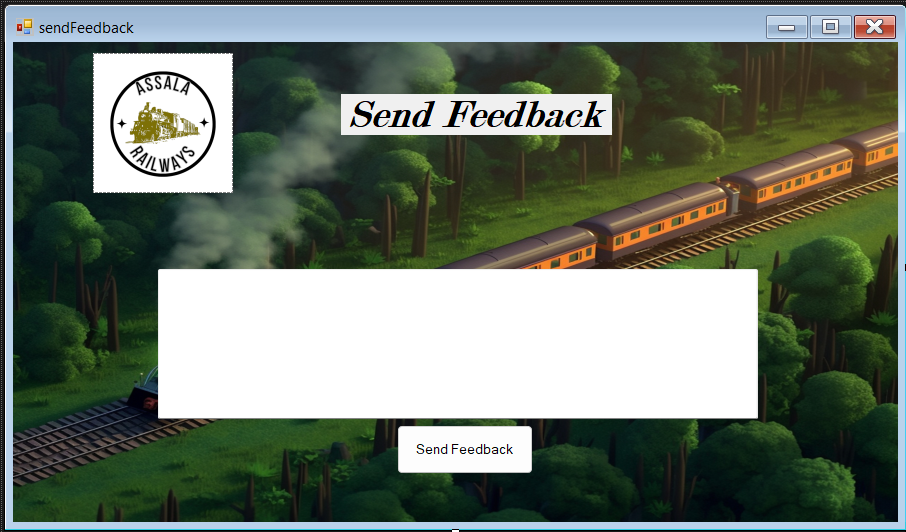 sendFeedback
ASSALA
RAILWAYS
Send Feedback
Send Feedback